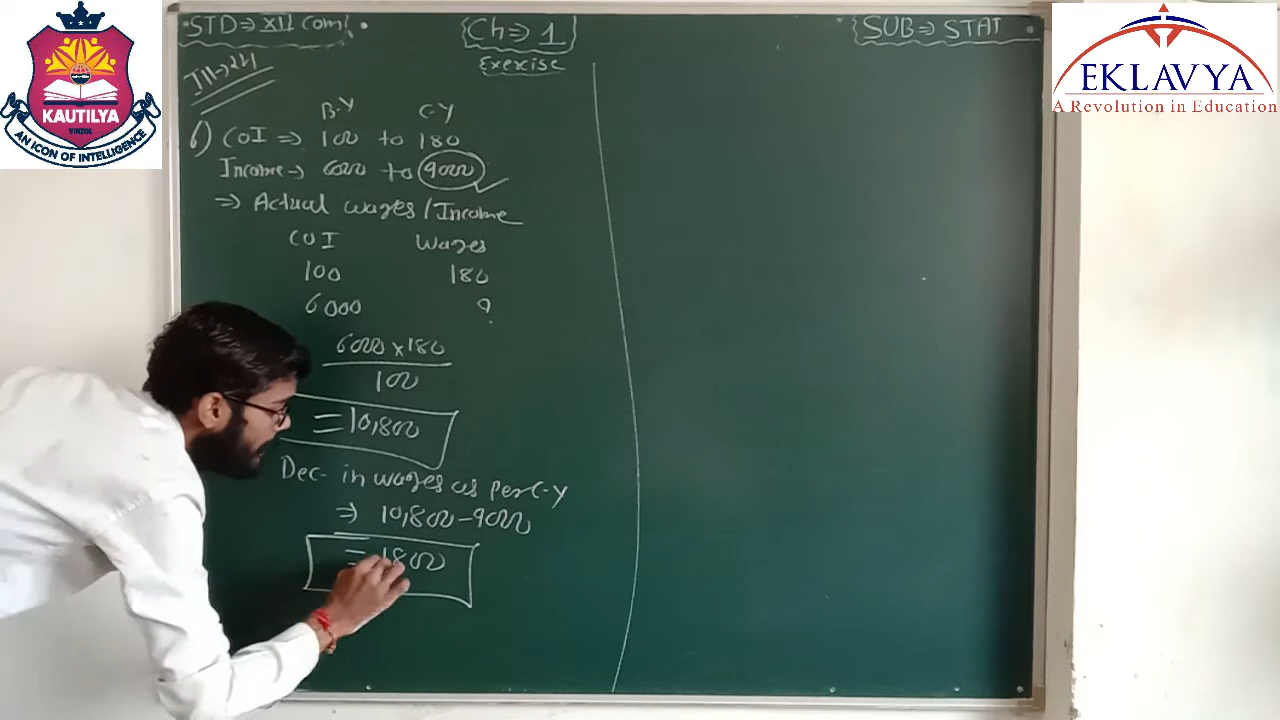 STD ⇒ XII com.
Ch ⇒ 1
SUB ⇒ STAT
Exercise
KAUTILYA
VINZOL
AN ICON OF INTELLIGENCE
EKLAVYA
A Revolution in Education
B.Y C.Y
6) COI ⇒ 100 to 180
Income → 6000 to 9000
⇒ Actual wages/Income
COI Wages
100 180
6000 ?
6000 x 180
100
= 10,800
Dec. in wages as per C.Y
⇒ 10,800 - 9000
= 1800